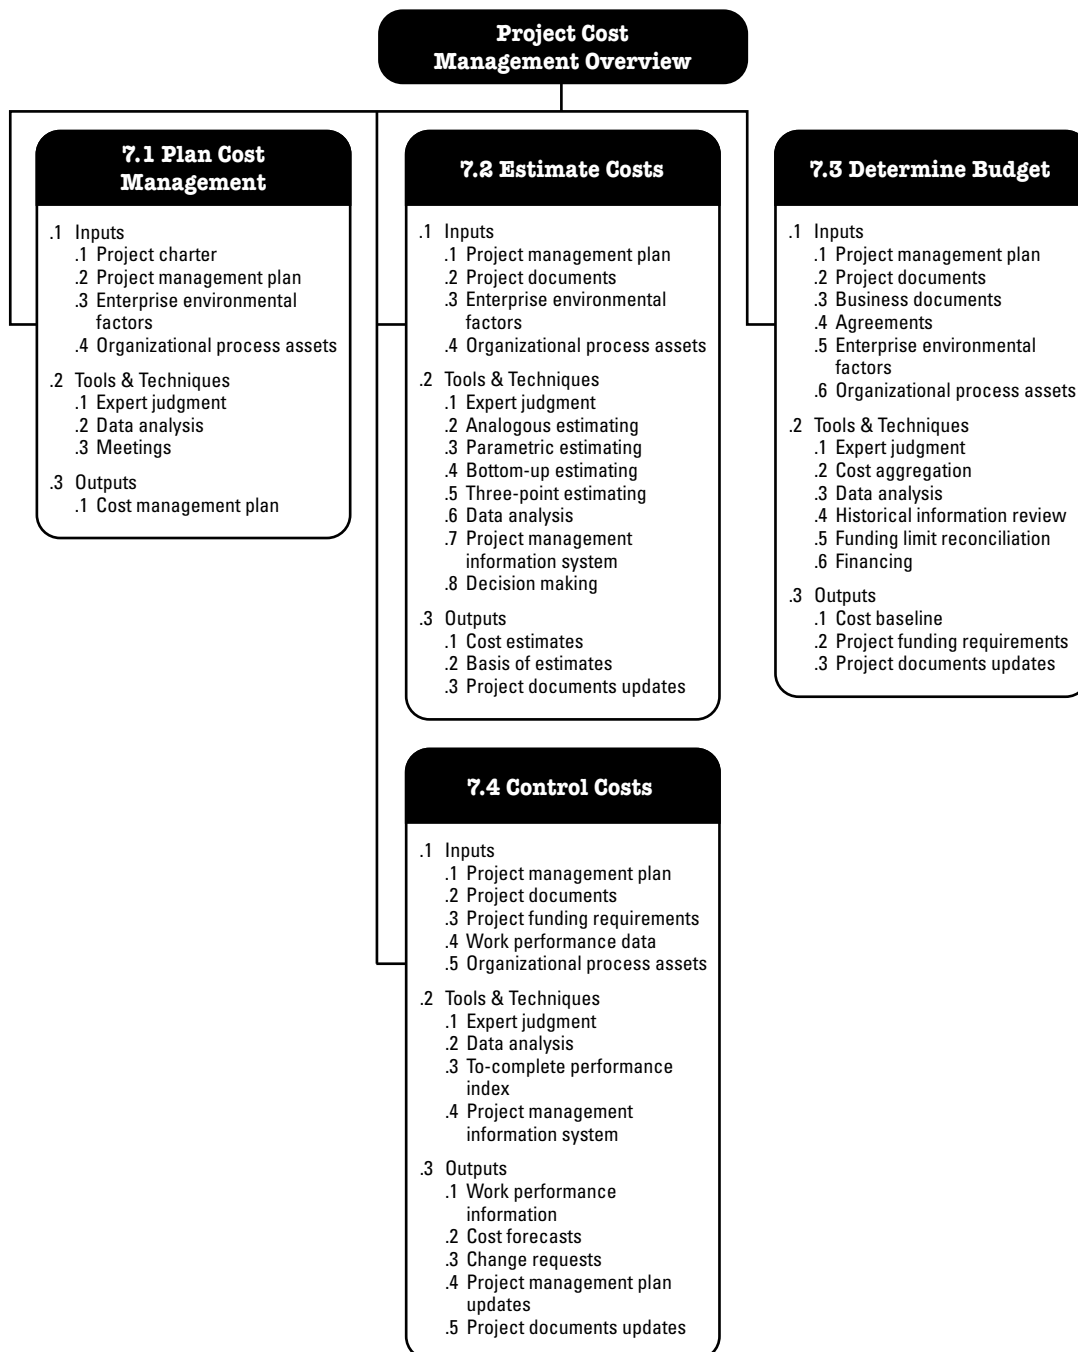 Project Cost
Management Overview
7.1 Plan Cost
Management
.1 Inputs
.1 Project charter
.2 Project management plan
.3 Enterprise environmental
factors
.4 Organizational process assets
.2 Tools & Techniques
.1 Expert judgment
.2 Data analysis
.3 Meetings
.3 Outputs
.1 Cost management plan
7.2 Estimate Costs
.1 Inputs
.1 Project management plan
.2 Project documents
.3 Enterprise environmental
factors
.4 Organizational process assets
.2 Tools & Techniques
.1 Expert judgment
.2 Analogous estimating
.3 Parametric estimating
.4 Bottom-up estimating
.5 Three-point estimating
.6 Data analysis
.7 Project management
information system
.8 Decision making
.3 Outputs
.1 Cost estimates
.2 Basis of estimates
.3 Project documents updates
7.3 Determine Budget
.1 Inputs
.1 Project management plan
.2 Project documents
.3 Business documents
.4 Agreements
.5 Enterprise environmental
factors
.6 Organizational process assets
.2 Tools & Techniques
.1 Expert judgment
.2 Cost aggregation
.3 Data analysis
.4 Historical information review
.5 Funding limit reconciliation
.6 Financing
.3 Outputs
.1 Cost baseline
.2 Project funding requirements
.3 Project documents updates
7.4 Control Costs
.1 Inputs
.1 Project management plan
.2 Project documents
.3 Project funding requirements
.4 Work performance data
.5 Organizational process assets
.2 Tools & Techniques
.1 Expert judgment
.2 Data analysis
.3 To-complete performance
index
.4 Project management
information system
.3 Outputs
.1 Work performance
information
.2 Cost forecasts
.3 Change requests
.4 Project management plan
updates
.5 Project documents updates